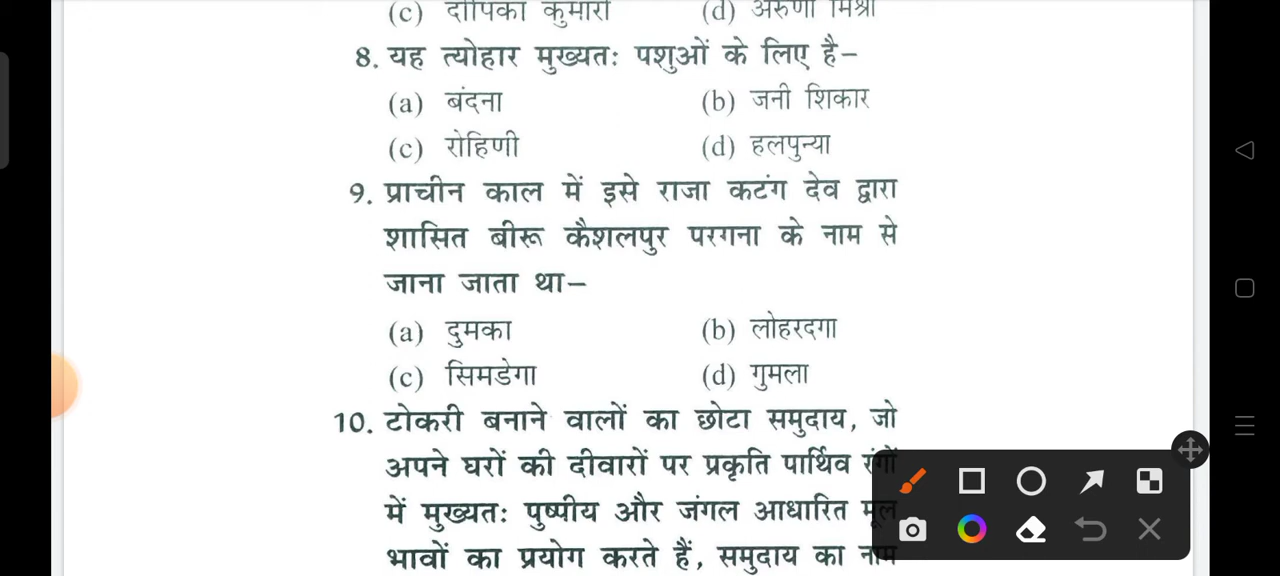 (c) दीपिका कुमारी (d) अरुणा मिश्रा
8. यह त्योहार मुख्यतः पशुओं के लिए है–
(a) बंदना (b) जनी शिकार
(c) रोहिणी (d) हलपुन्या
9. प्राचीन काल में इसे राजा कटंग देव द्वारा
शासित बीरू कैशलपुर परगना के नाम से
जाना जाता था–
(a) दुमका (b) लोहरदगा
(c) सिमडेगा (d) गुमला
10. टोकरी बनाने वालों का छोटा समुदाय, जो
अपने घरों की दीवारों पर प्रकृति पार्थिव रंगों
में मुख्यतः पुष्पीय और जंगल आधारित मूल
भावों का प्रयोग करते हैं, समुदाय का नाम